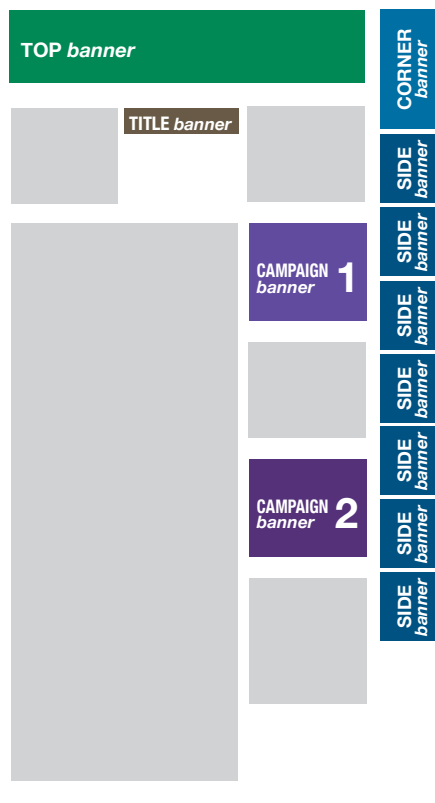 TOP banner
TITLE banner
CAMPAIGN
banner
1
CAMPAIGN
banner
2
CORNER
banner
SIDE
banner
SIDE
banner
SIDE
banner
SIDE
banner
SIDE
banner
SIDE
banner
SIDE
banner